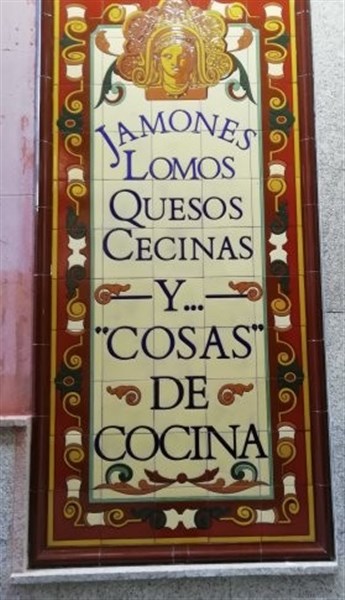 JAMONES
LOMOS
QUESOS
CECINAS
Y...
"COSAS"
DE
COCINA